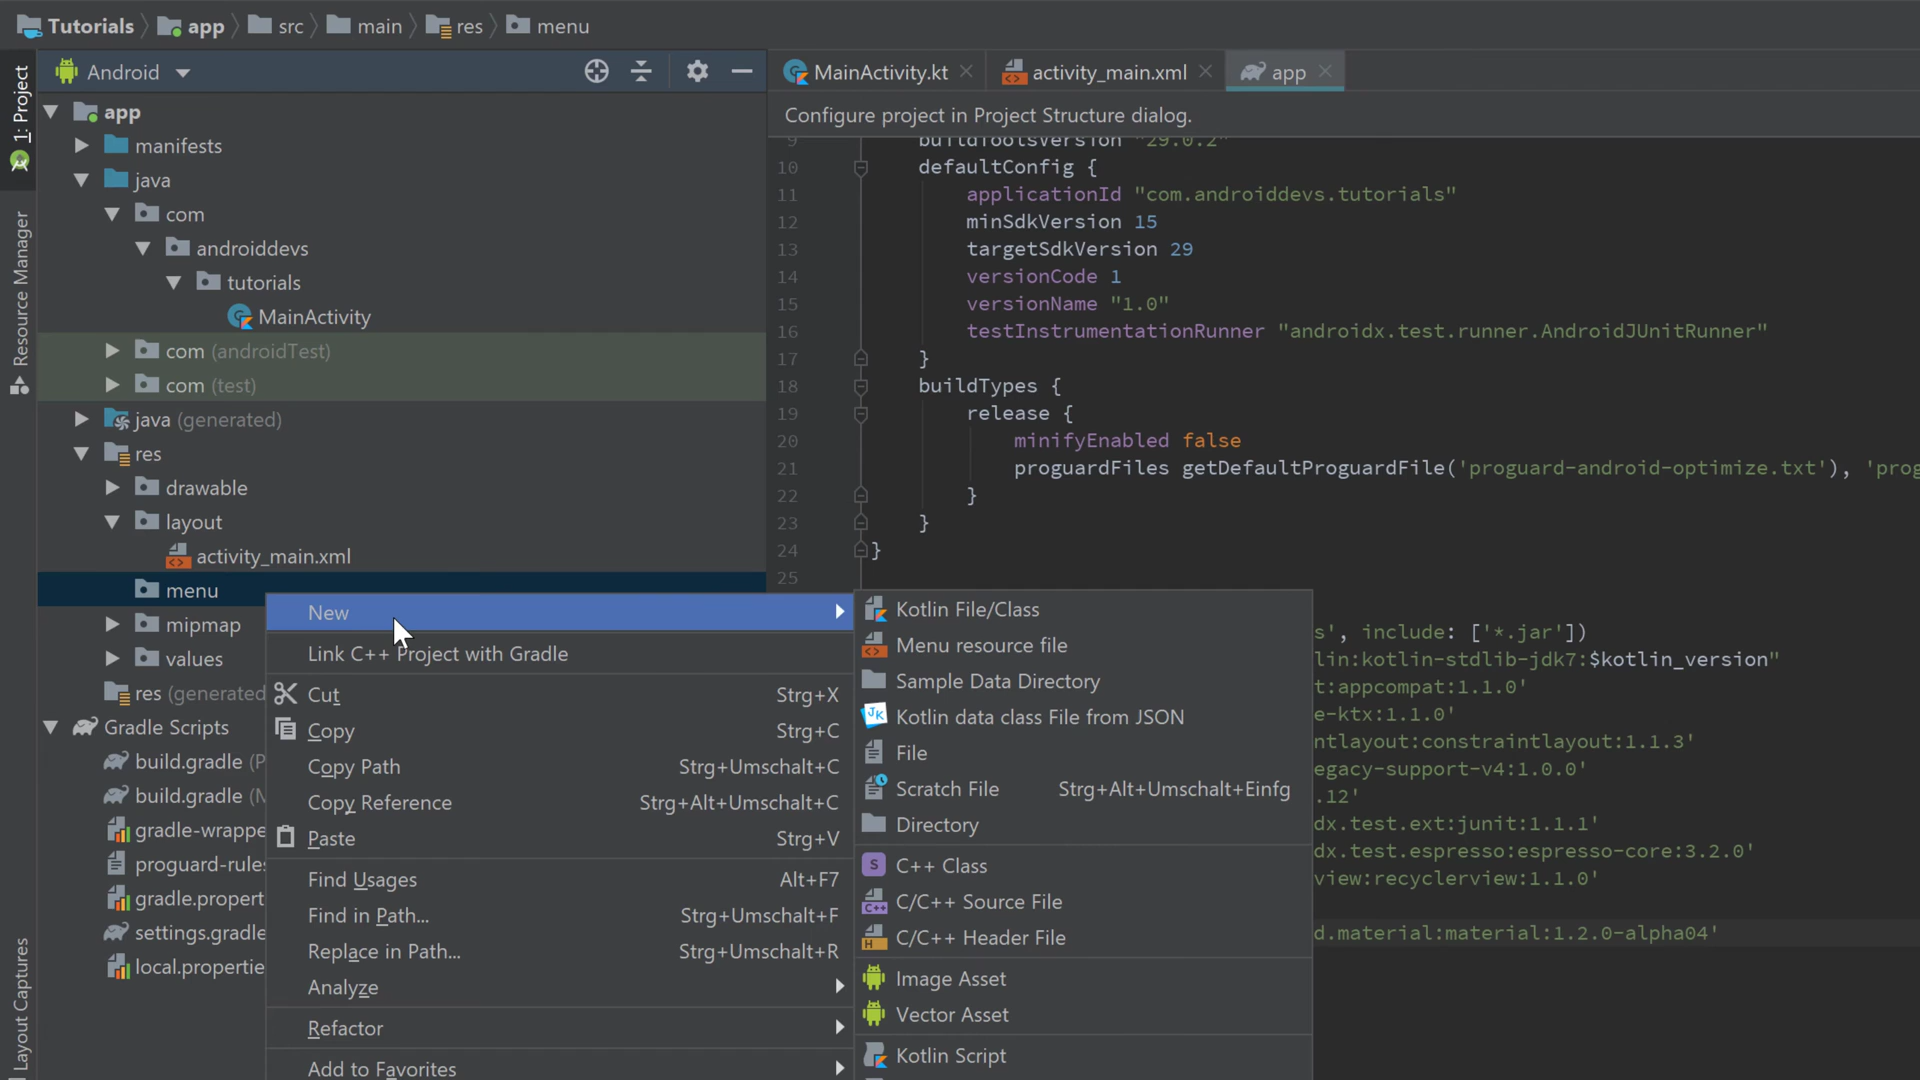 Tutorials app src main res menu
Android
MainActivity.kt
activity_main.xml
app
1: Project
Resource Manager
Layout Captures
app
manifests
java
com
androiddevs
tutorials
MainActivity
com (androidTest)
com (test)
java (generated)
res
drawable
layout
activity_main.xml
menu
mipmap
values
res (generated
Gradle Scripts
build.gradle (P
build.gradle (M
gradle-wrappe
proguard-rules
gradle.propert
settings.gradle
local.propertie
Configure project in Project Structure dialog.
9 buildToolsVersion "29.0.2"
10 defaultConfig {
11 applicationId "com.androiddevs.tutorials"
12 minSdkVersion 15
13 targetSdkVersion 29
14 versionCode 1
15 versionName "1.0"
16 testInstrumentationRunner "androidx.test.runner.AndroidJUnitRunner"
17 }
18 buildTypes {
19 release {
20 minifyEnabled false
21 proguardFiles getDefaultProguardFile('proguard-android-optimize.txt'), 'prog
22 }
23 }
24 }
25
s', include: ['*.jar'])
lin:kotlin-stdlib-jdk7:$kotlin_version"
t:appcompat:1.1.0'
e-ktx:1.1.0'
ntlayout:constraintlayout:1.1.3'
egacy-support-v4:1.0.0'
.12'
dx.test.ext:junit:1.1.1'
dx.test.espresso:espresso-core:3.2.0'
view:recyclerview:1.1.0'
d.material:material:1.2.0-alpha04'
New
Link C++ Project with Gradle
Cut Strg+X
Copy Strg+C
Copy Path Strg+Umschalt+C
Copy Reference Strg+Alt+Umschalt+C
Paste Strg+V
Find Usages Alt+F7
Find in Path... Strg+Umschalt+F
Replace in Path... Strg+Umschalt+R
Analyze
Refactor
Add to Favorites
Kotlin File/Class
Menu resource file
Sample Data Directory
Kotlin data class File from JSON
File
Scratch File Strg+Alt+Umschalt+Einfg
Directory
C++ Class
C/C++ Source File
C/C++ Header File
Image Asset
Vector Asset
Kotlin Script